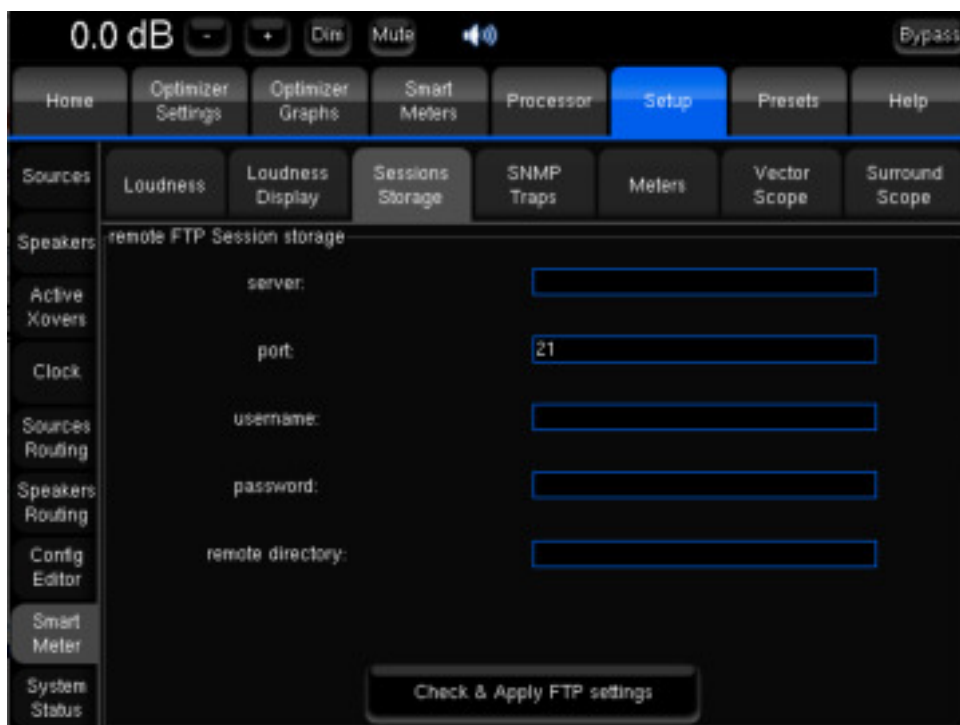 0.0 dB - + Dim Mute Bypass
Home Optimizer Settings Optimizer Graphs Smart Meters Processor Setup Presets Help
Sources
Speakers
Active Xovers
Clock
Sources Routing
Speakers Routing
Config Editor
Smart Meter
System Status
Loudness Loudness Display Sessions Storage SNMP Traps Meters Vector Scope Surround Scope
remote FTP Session storage
server:
port: 21
username:
password:
remote directory:
Check & Apply FTP settings